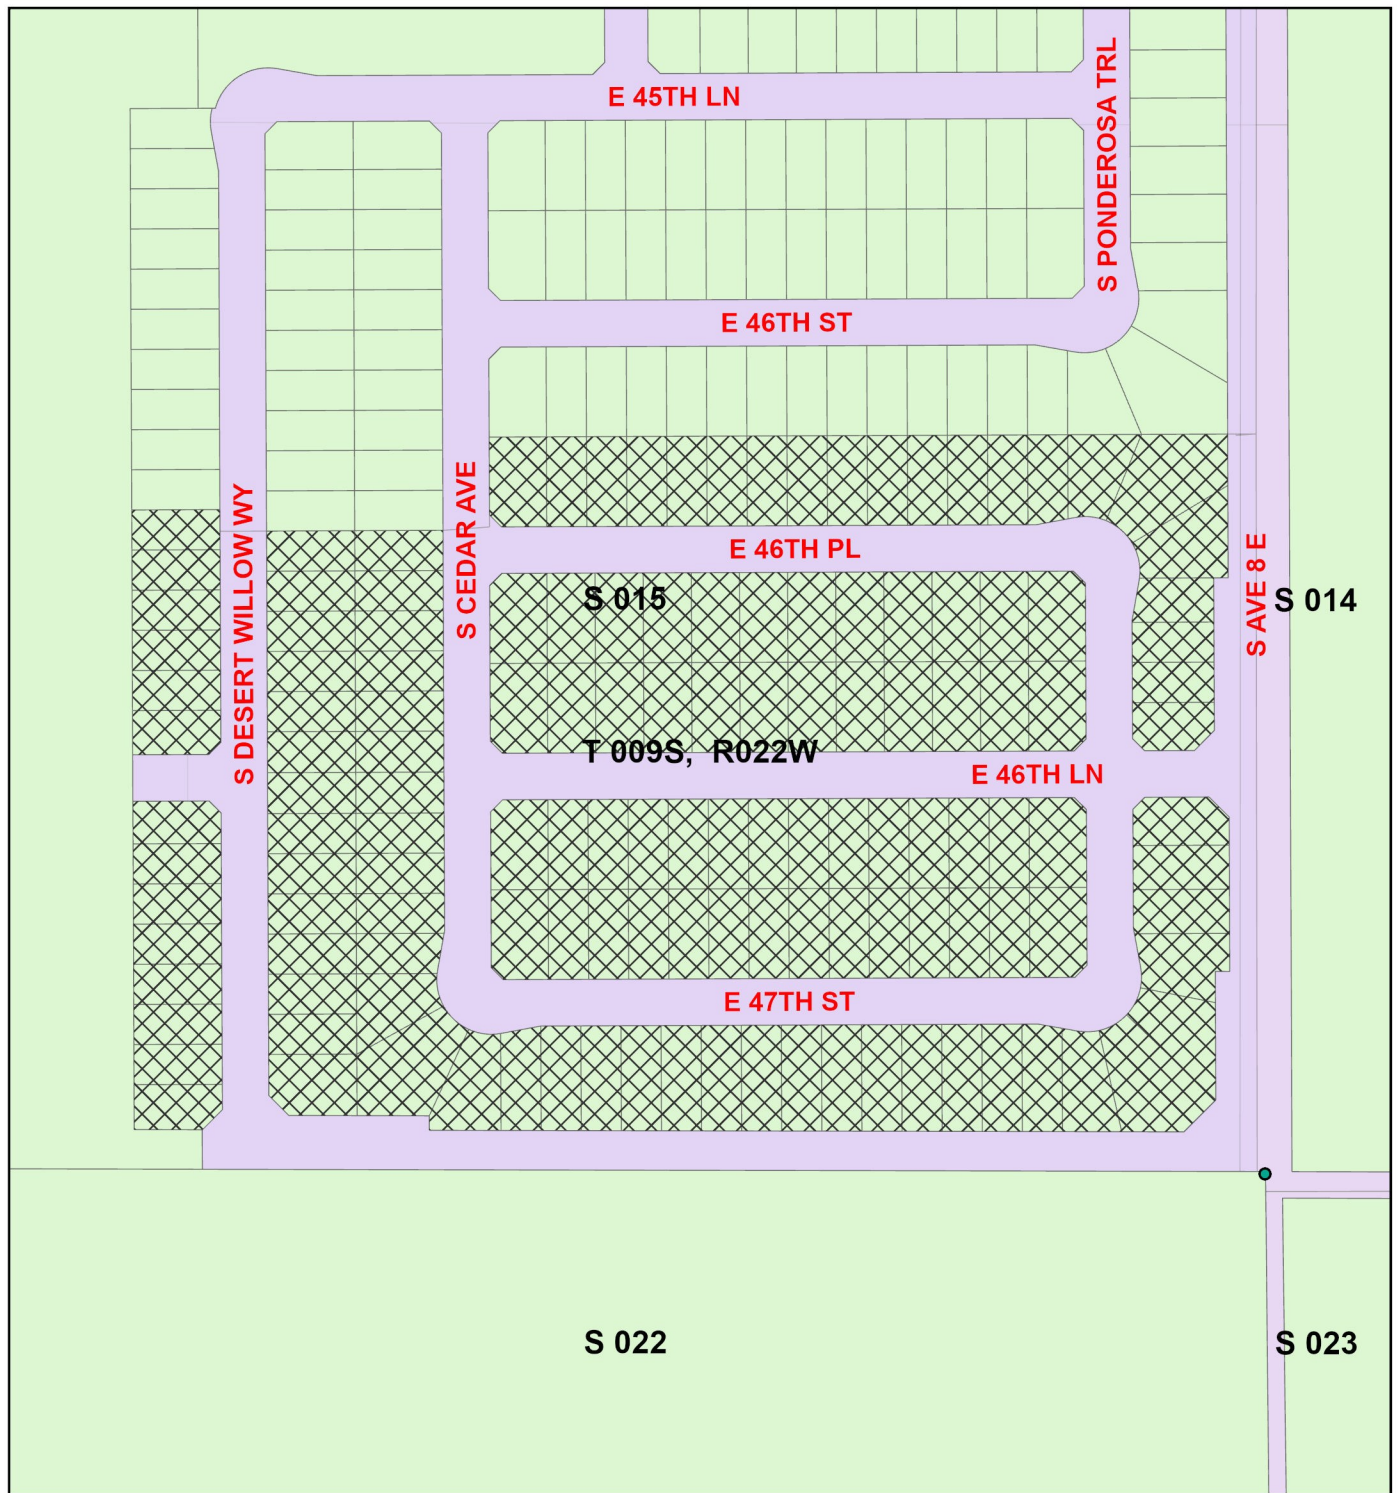 E 45TH LN
S PONDEROSA TRL
E 46TH ST
S DESERT WILLOW WY
S CEDAR AVE
E 46TH PL
S AVE 8 E
S 015
S 014
T 009S, R022W
E 46TH LN
E 47TH ST
S 022
S 023